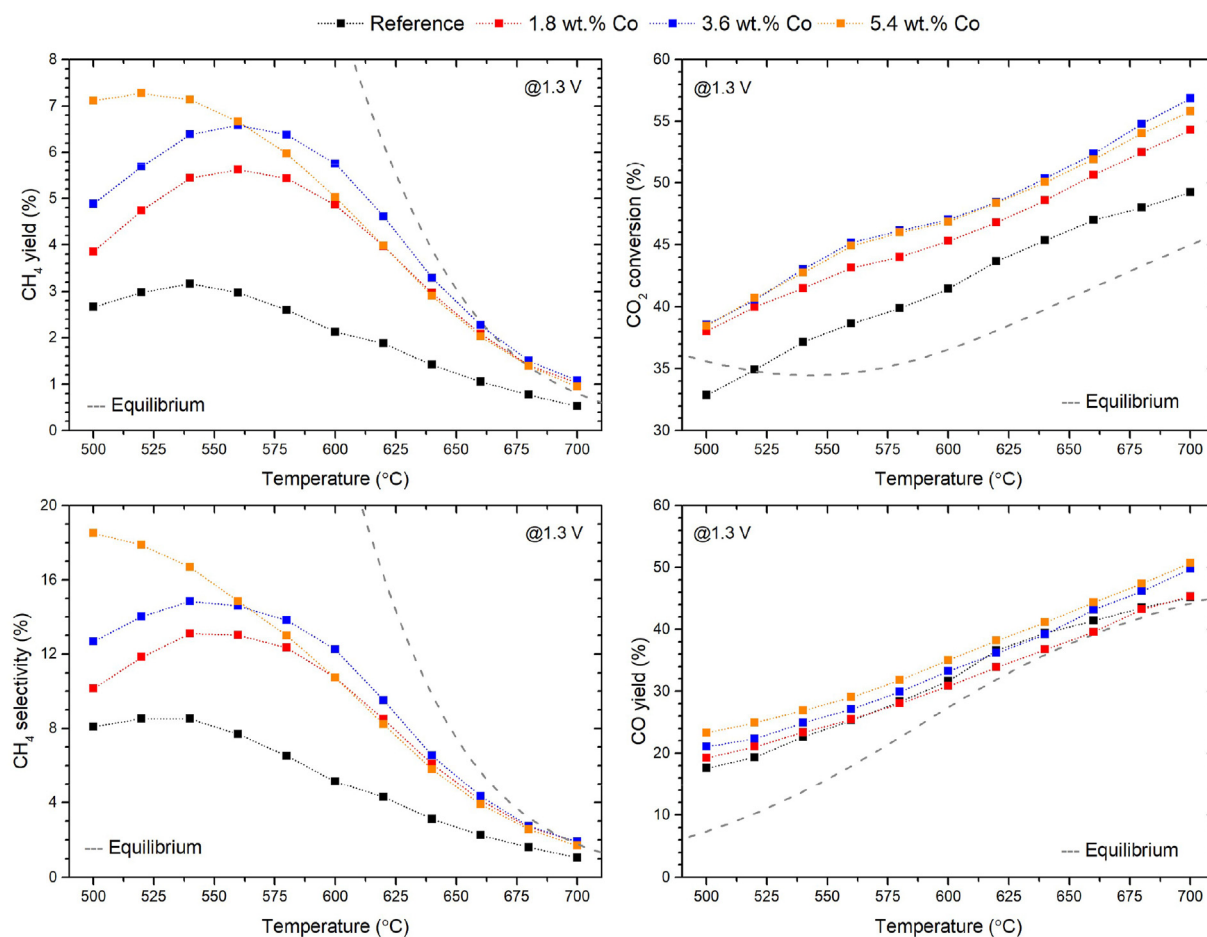 Reference 1.8 wt.% Co 3.6 wt.% Co 5.4 wt.% Co
8
7
6
5
4
3
2
1
0
CH₄ yield (%)
@1.3 V
Equilibrium
500 525 550 575 600 625 650 675 700
Temperature (°C)
60
55
50
45
40
35
30
CO₂ conversion (%)
@1.3 V
Equilibrium
500 525 550 575 600 625 650 675 700
Temperature (°C)
20
16
12
8
4
0
CH₄ selectivity (%)
@1.3 V
Equilibrium
500 525 550 575 600 625 650 675 700
Temperature (°C)
60
50
40
30
20
10
0
CO yield (%)
@1.3 V
Equilibrium
500 525 550 575 600 625 650 675 700
Temperature (°C)